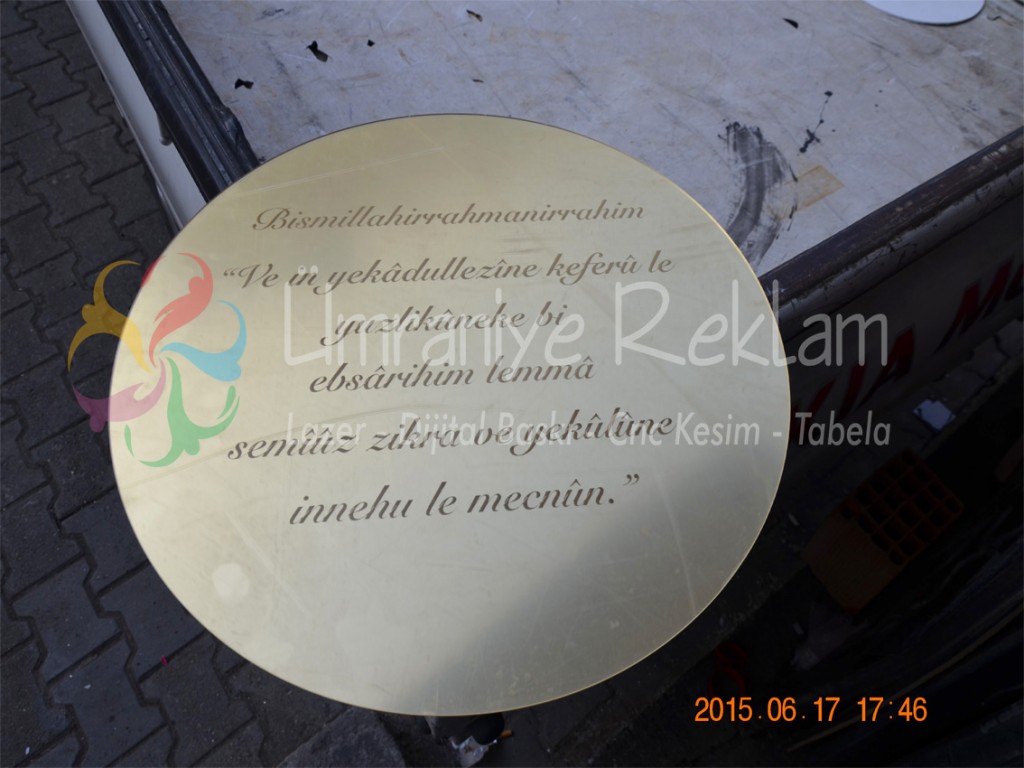 Bismillahirrahmanirrahim
“Ve in yekâdullezîne keferû le
yuzlikûneke bi
ebsârihim lemmâ
semiûz zikra ve yekûlûne
innehu le mecnûn.”
Ümraniye Reklam
Lazer - Dijital Baskı - Cnc Kesim - Tabela
2015.06.17 17:46